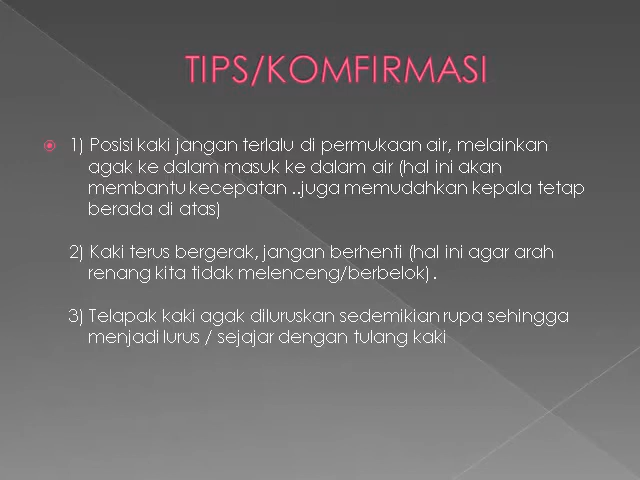 TIPS/KOMFIRMASI
1) Posisi kaki jangan terlalu di permukaan air, melainkan
agak ke dalam masuk ke dalam air (hal ini akan
membantu kecepatan ..juga memudahkan kepala tetap
berada di atas)
2) Kaki terus bergerak, jangan berhenti (hal ini agar arah
renang kita tidak melenceng/berbelok) .
3) Telapak kaki agak diluruskan sedemikian rupa sehingga
menjadi lurus / sejajar dengan tulang kaki